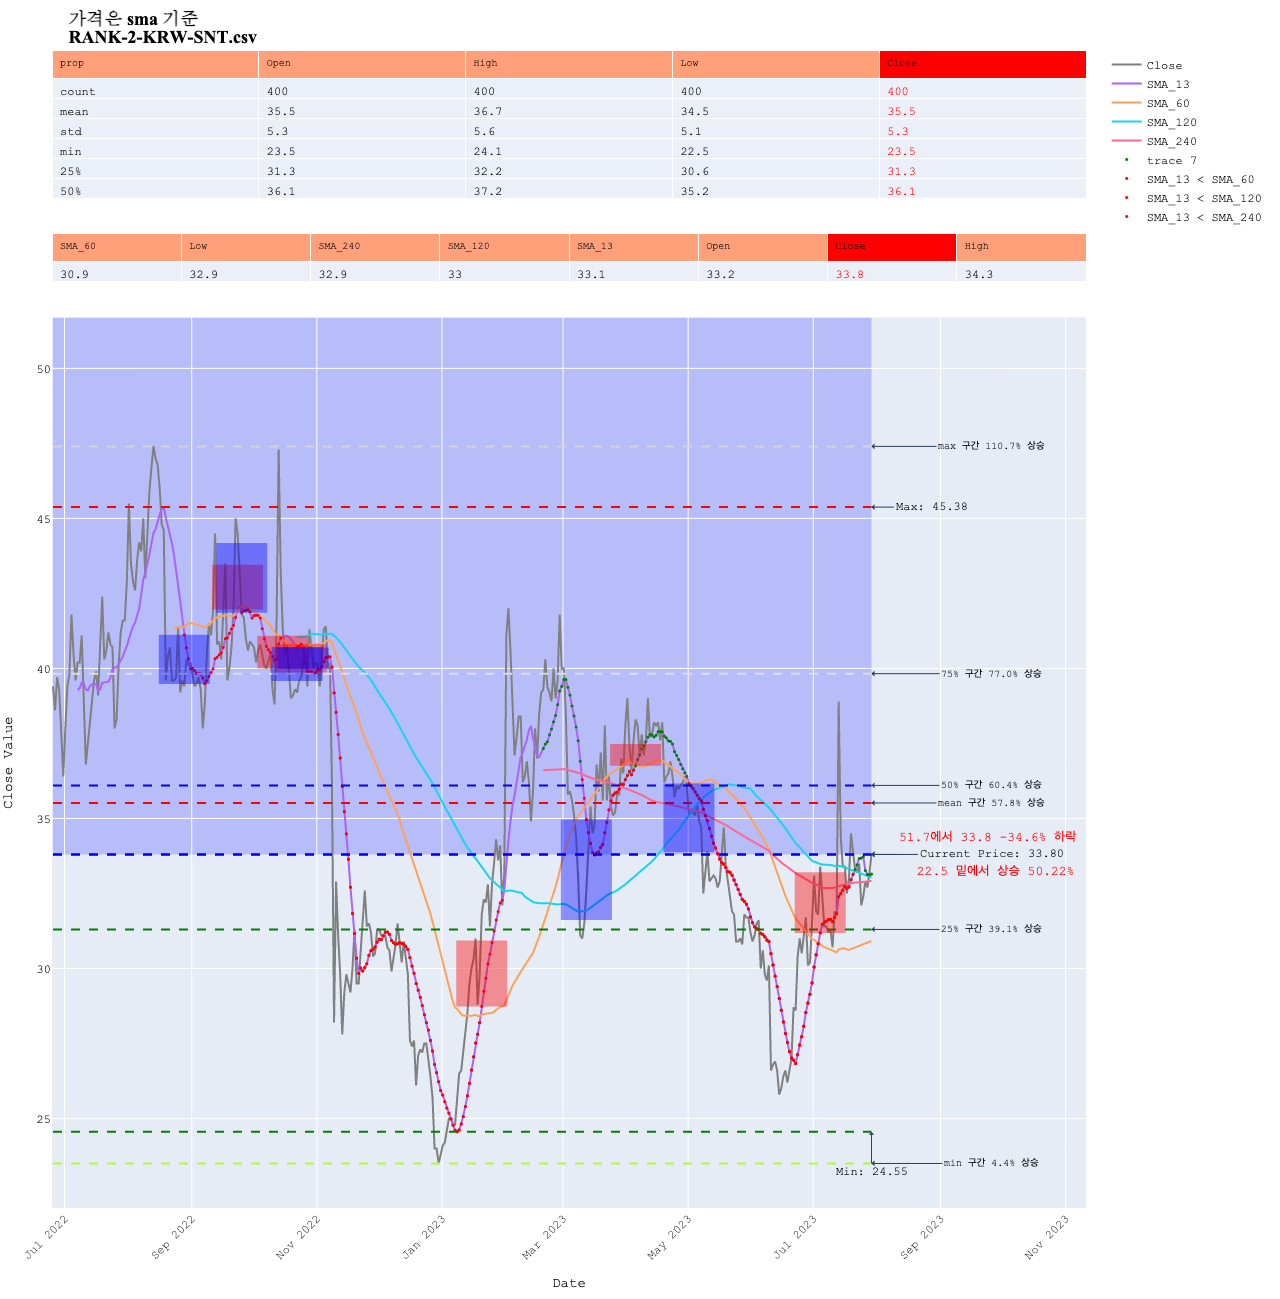 가격은 sma 기준
RANK-2-KRW-SNT.csv
prop Open High Low Close
count 400 400 400 400
mean 35.5 36.7 34.5 35.5
std 5.3 5.6 5.1 5.3
min 23.5 24.1 22.5 23.5
25% 31.3 32.2 30.6 31.3
50% 36.1 37.2 35.2 36.1
Close
SMA_13
SMA_60
SMA_120
SMA_240
trace 7
SMA_13 < SMA_60
SMA_13 < SMA_120
SMA_13 < SMA_240
SMA_60 Low SMA_240 SMA_120 SMA_13 Open Close High
30.9 32.9 32.9 33 33.1 33.2 33.8 34.3
50
45
40
35
30
25
Close Value
max 구간 110.7% 상승
Max: 45.38
75% 구간 77.0% 상승
50% 구간 60.4% 상승
mean 구간 57.8% 상승
51.7에서 33.8 -34.6% 하락
Current Price: 33.80
22.5 밑에서 상승 50.22%
25% 구간 39.1% 상승
min 구간 4.4% 상승
Min: 24.55
Jul 2022
Sep 2022
Nov 2022
Jan 2023
Mar 2023
May 2023
Jul 2023
Sep 2023
Nov 2023
Date